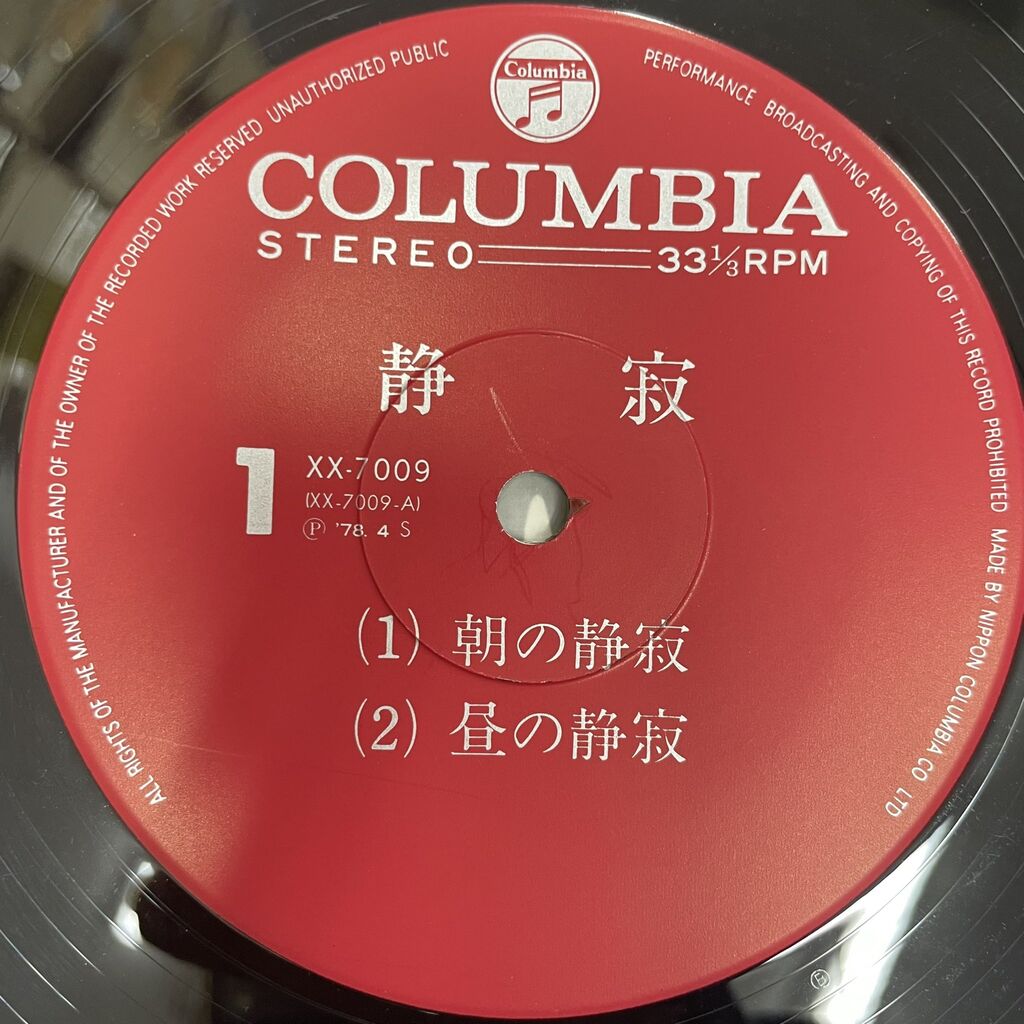 Columbia
COLUMBIA
STEREO 33⅓RPM
静 寂
1 XX-7009
(XX-7009-A)
Ⓟ '78. 4 S
(1) 朝の静寂
(2) 昼の静寂
ALL RIGHTS OF THE MANUFACTURER AND OF THE OWNER OF THE RECORDED WORK RESERVED UNAUTHORIZED PUBLIC PERFORMANCE BROADCASTING AND COPYING OF THIS RECORD PROHIBITED MADE BY NIPPON COLUMBIA CO. LTD